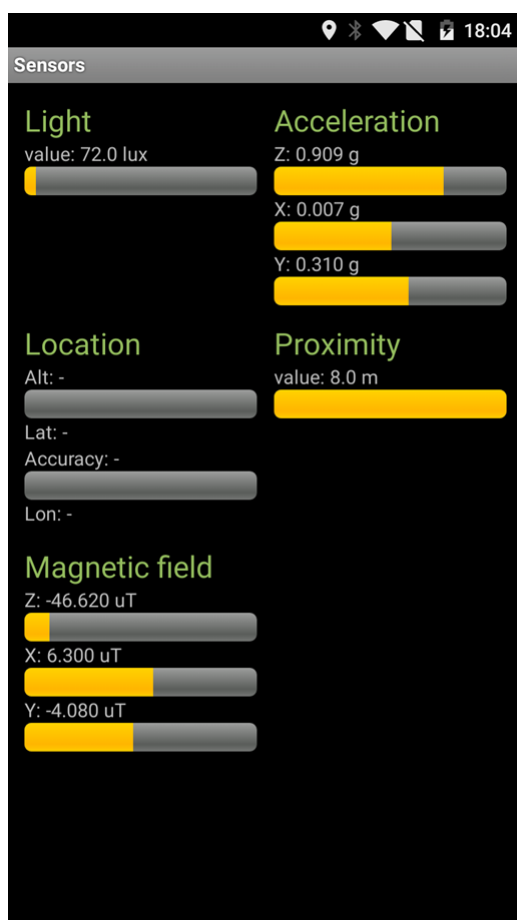 18:04
Sensors
Light
value: 72.0 lux
Acceleration
Z: 0.909 g
X: 0.007 g
Y: 0.310 g
Location
Alt: -
Lat: -
Accuracy: -
Lon: -
Proximity
value: 8.0 m
Magnetic field
Z: -46.620 uT
X: 6.300 uT
Y: -4.080 uT